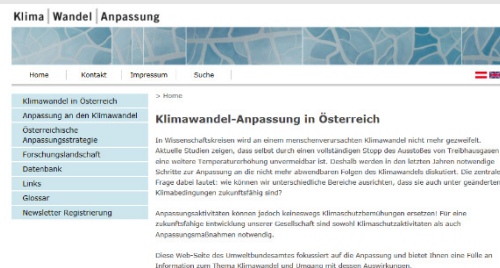 Klima Wandel Anpassung
Home Kontakt Impressum Suche
Klimawandel in Österreich
Anpassung an den Klimawandel
Österreichische
Anpassungsstrategie
Forschungslandschaft
Datenbank
Links
Glossar
Newsletter Registrierung
> Home
Klimawandel-Anpassung in Österreich
In Wissenschaftskreisen wird an einem menschenverursachten Klimawandel nicht mehr gezweifelt.
Aktuelle Studien zeigen, dass selbst durch einen vollständigen Stopp des Ausstoßes von Treibhausgasen
eine weitere Temperaturerhöhung unvermeidbar ist. Deshalb werden in den letzten Jahren notwendige
Schritte zur Anpassung an die nicht mehr abwendbaren Folgen des Klimawandels diskutiert. Die zentrale
Frage dabei lautet: wie können wir unterschiedliche Bereiche ausrichten, dass sie auch unter geänderten
Klimabedingungen zukunftsfähig sind?
Anpassungsaktivitäten können jedoch keineswegs Klimaschutzbemühungen ersetzen! Für eine
zukunftsfähige Entwicklung unserer Gesellschaft sind sowohl Klimaschutzaktivitäten als auch
Anpassungsmaßnahmen notwendig.
Diese Web-Seite des Umweltbundesamtes fokussiert auf die Anpassung und bietet Ihnen eine Fülle an
Information zum Thema Klimawandel und Umgang mit dessen Auswirkungen.